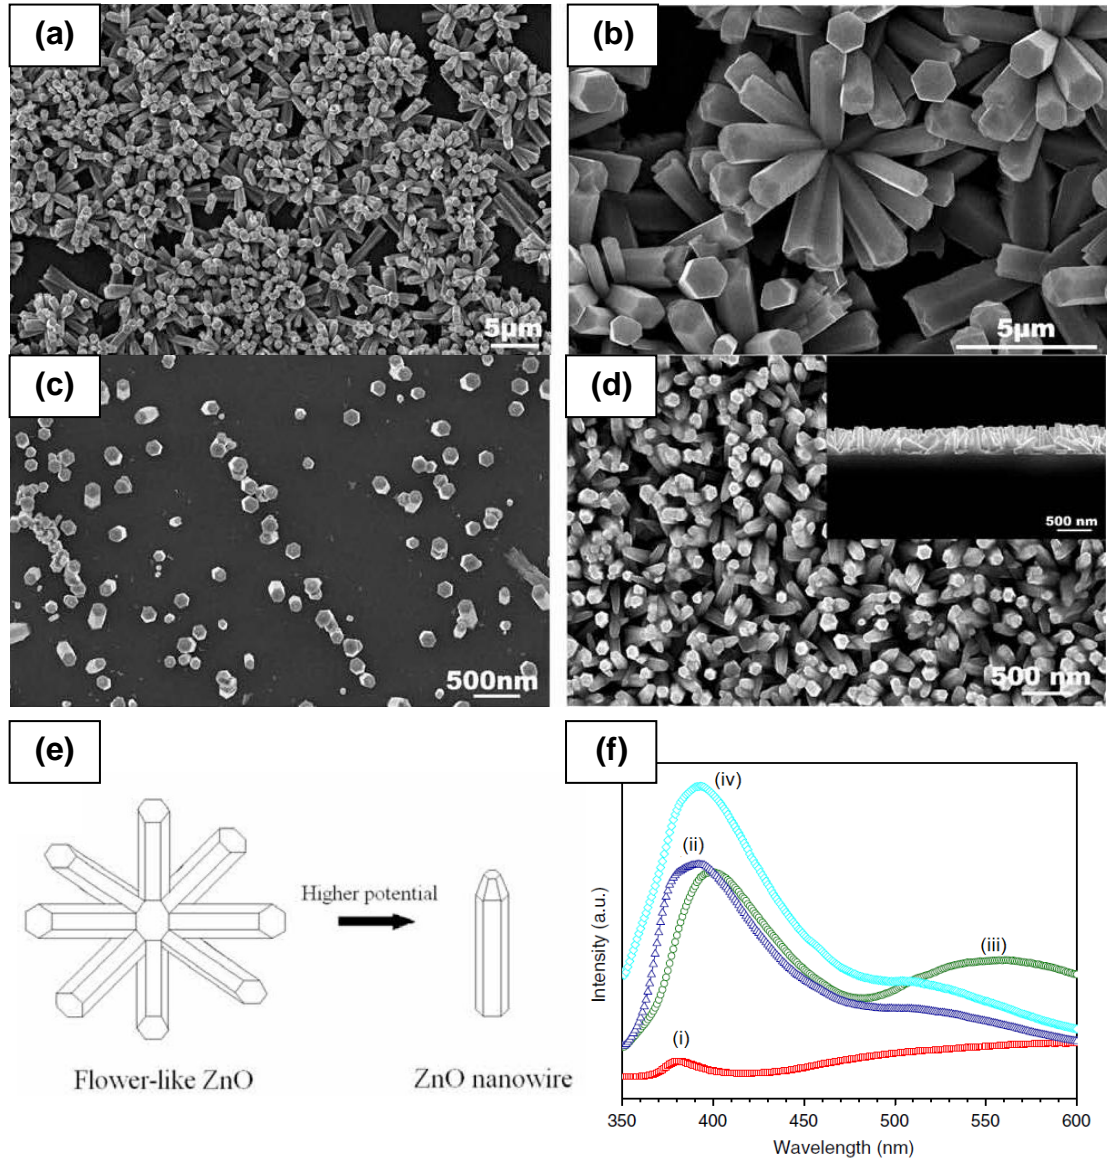 (a)
5μm
(b)
5μm
(c)
500nm
(d)
500 nm
500 nm
(e)
Higher potential
Flower-like ZnO
ZnO nanowire
(f)
(iv)
(ii)
(iii)
(i)
Intensity (a.u.)
350 400 450 500 550 600
Wavelength (nm)